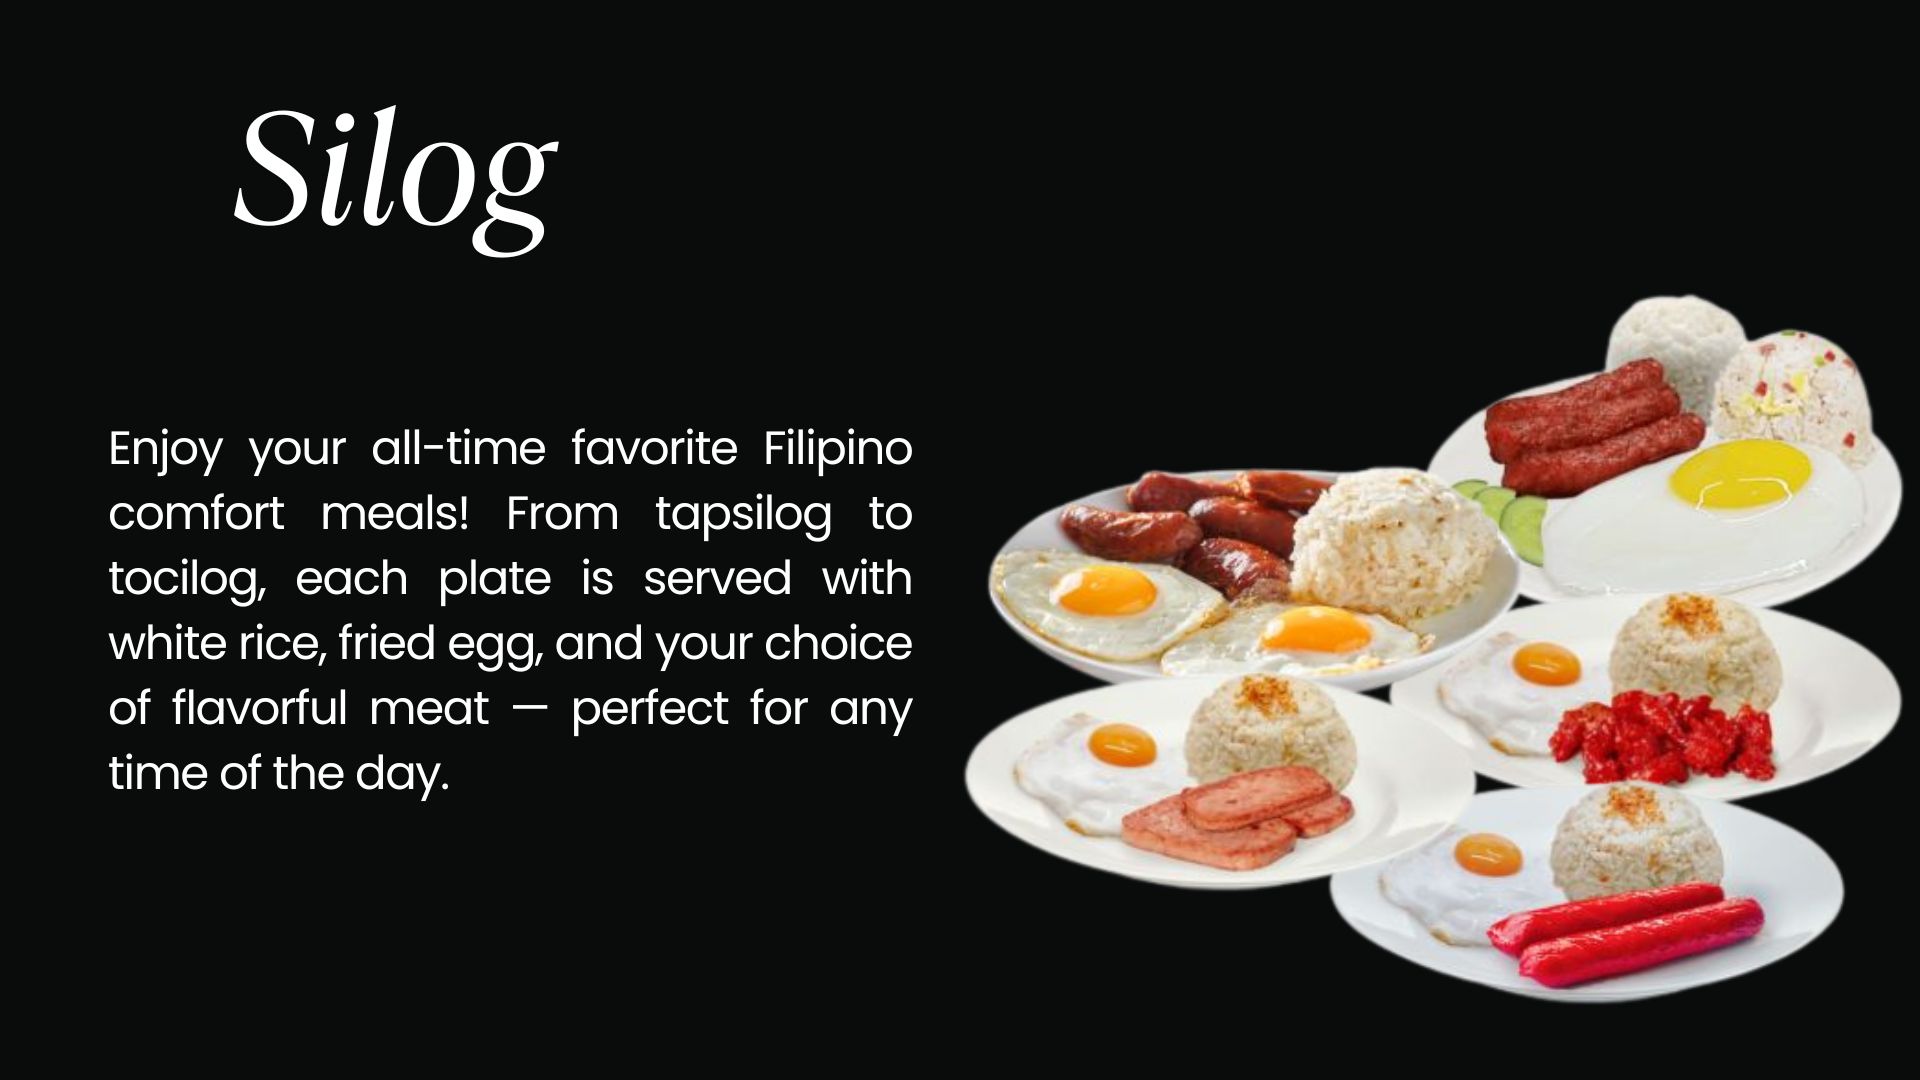 Silog
Enjoy your all-time favorite Filipino
comfort meals! From tapsilog to
tocilog, each plate is served with
white rice, fried egg, and your choice
of flavorful meat — perfect for any
time of the day.